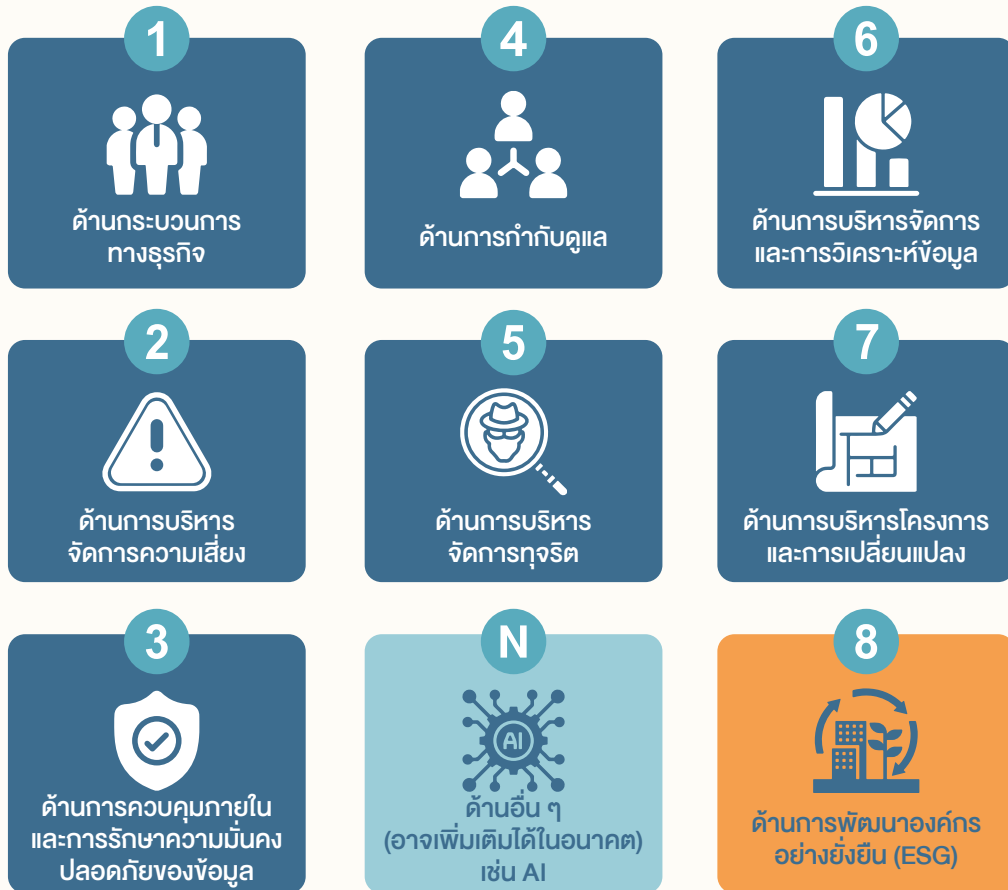 1
ด้านกระบวนการ
ทางธุรกิจ
2
ด้านการบริหาร
จัดการความเสี่ยง
3
ด้านการควบคุมภายใน
และการรักษาความมั่นคง
ปลอดภัยของข้อมูล
4
ด้านการกำกับดูแล
5
ด้านการบริหาร
จัดการทุจริต
N
AI
ด้านอื่น ๆ
(อาจเพิ่มเติมได้ในอนาคต)
เช่น AI
6
ด้านการบริหารจัดการ
และการวิเคราะห์ข้อมูล
7
ด้านการบริหารโครงการ
และการเปลี่ยนแปลง
8
ด้านการพัฒนาองค์กร
อย่างยั่งยืน (ESG)